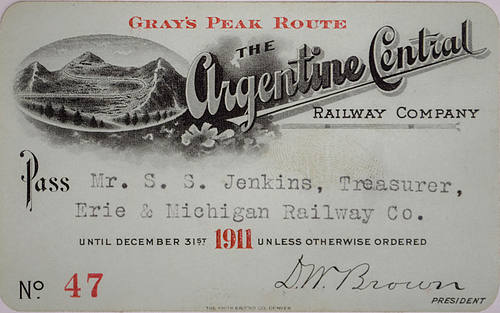 GRAY'S PEAK ROUTE
THE
Argentine Central
RAILWAY COMPANY
Pass Mr. S. S. Jenkins, Treasurer,
Erie & Michigan Railway Co.
UNTIL DECEMBER 31ST 1911 UNLESS OTHERWISE ORDERED
No. 47
D.W. Brown
PRESIDENT